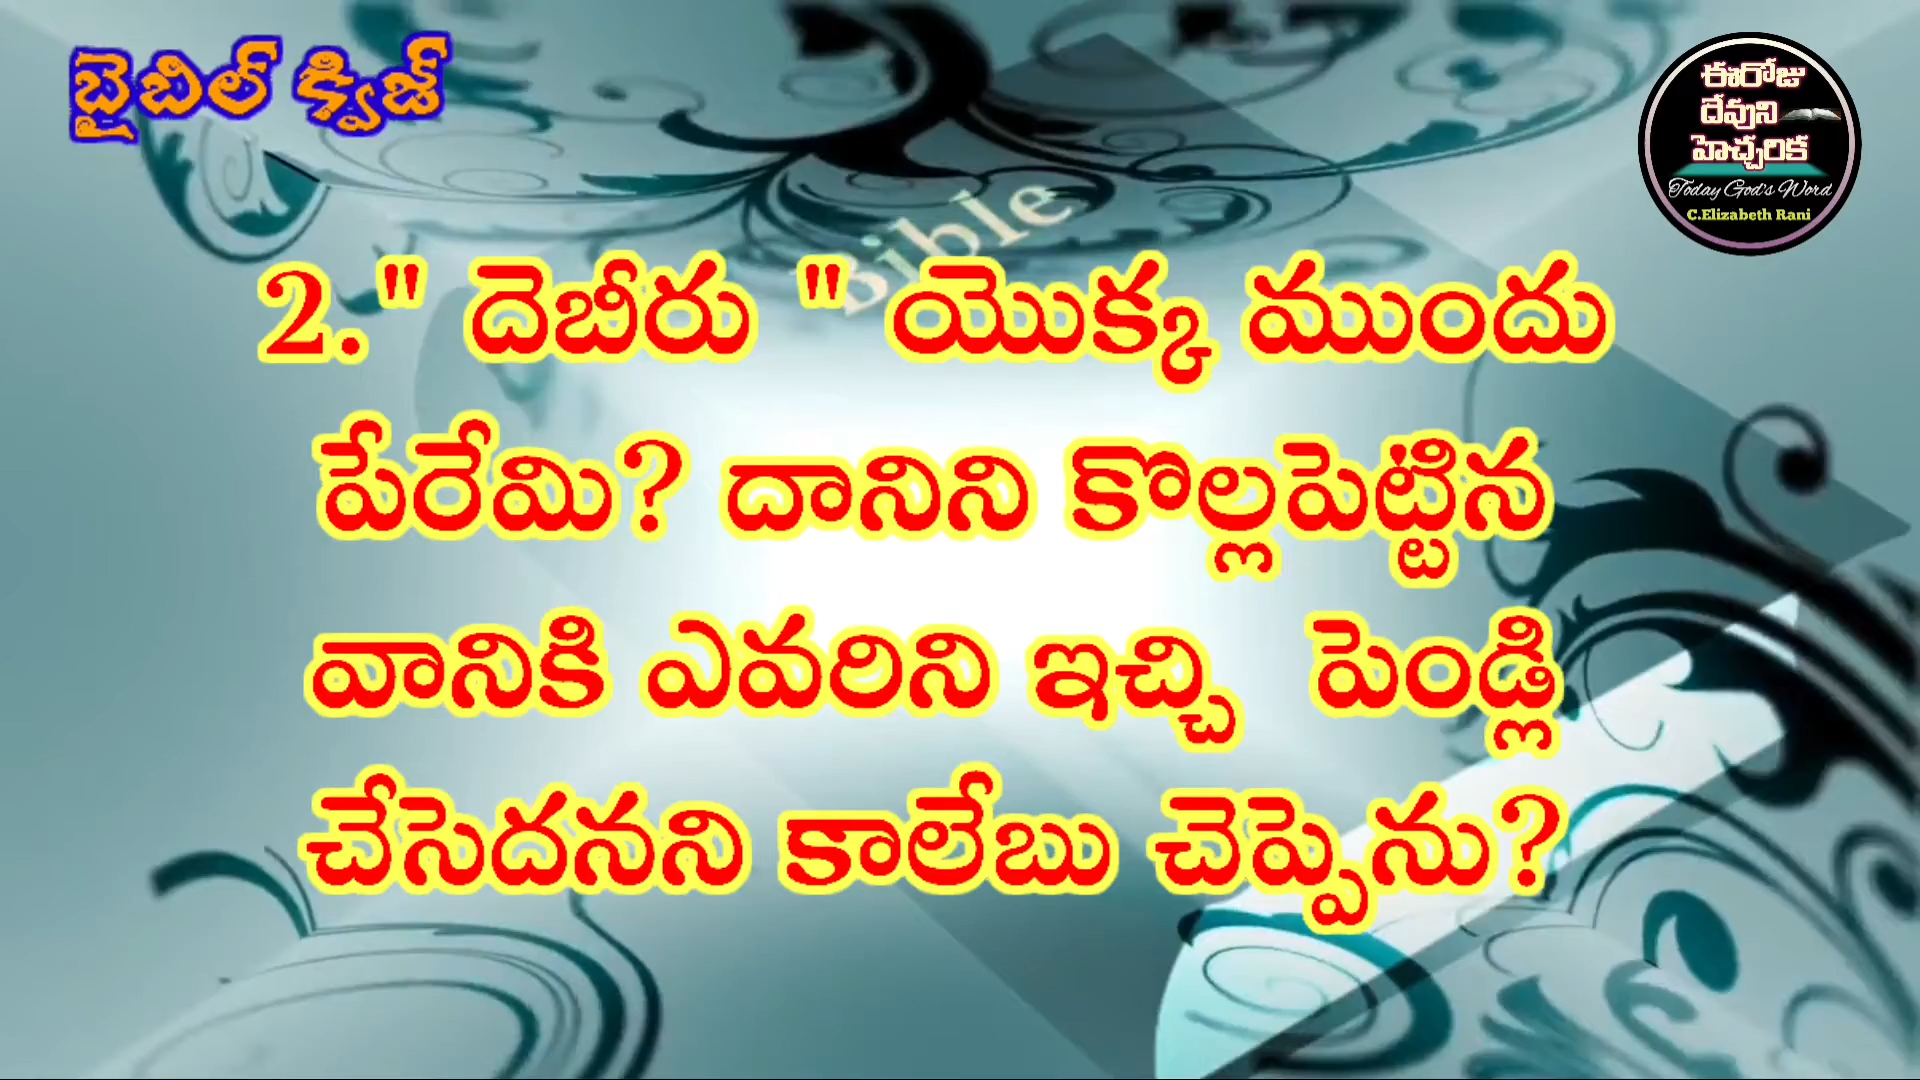 బైబిల్ క్విజ్
ఈరోజు
దేవుని
హెచ్చరిక
Today God's Word
C.Elizabeth Rani
Bible
2." దెబీరు " యొక్క ముందు
పేరేమి? దానిని కొల్లపెట్టిన
వానికి ఎవరిని ఇచ్చి పెండ్లి
చేసెదనని కాలేబు చెప్పెను?